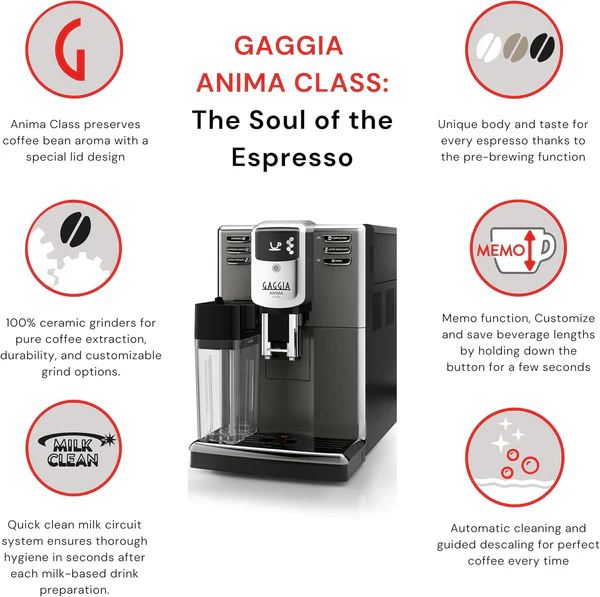 GAGGIA
ANIMA CLASS:
The Soul of the
Espresso
Anima Class preserves
coffee bean aroma with a
special lid design
Unique body and taste for
every espresso thanks to
the pre-brewing function
100% ceramic grinders for
pure coffee extraction,
durability, and customizable
grind options.
GAGGIA
ANIMA
MEMO
Memo function, Customize
and save beverage lengths
by holding down the
button for a few seconds
MILK
CLEAN
Quick clean milk circuit
system ensures thorough
hygiene in seconds after
each milk-based drink
preparation.
Automatic cleaning and
guided descaling for perfect
coffee every time